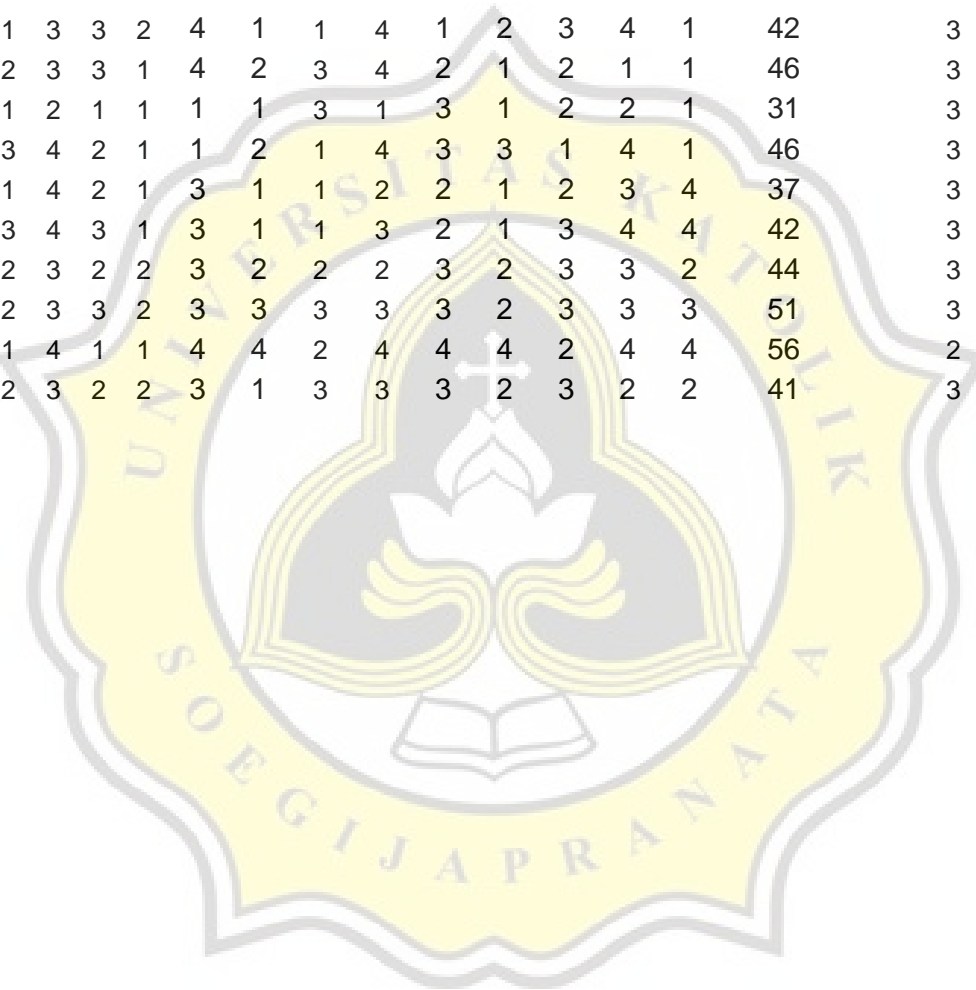 1 3 3 2 4 1 1 4 1 2 3 4 1 42 3
2 3 3 1 4 2 3 4 2 1 2 1 1 46 3
1 2 1 1 1 1 3 1 3 1 2 2 1 31 3
3 4 2 1 1 2 1 4 3 3 1 4 1 46 3
1 4 2 1 3 1 1 2 2 1 2 3 4 37 3
3 4 3 1 3 1 1 3 2 1 3 4 4 42 3
2 3 2 2 3 2 2 2 3 2 3 3 2 44 3
2 3 3 2 3 3 3 3 3 2 3 3 3 51 3
1 4 1 1 4 4 2 4 4 4 2 4 4 56 2
2 3 2 2 3 1 3 3 3 2 3 2 2 41 3
UNIVERSITAS KATOLIK
SOEGIJAPRANATA